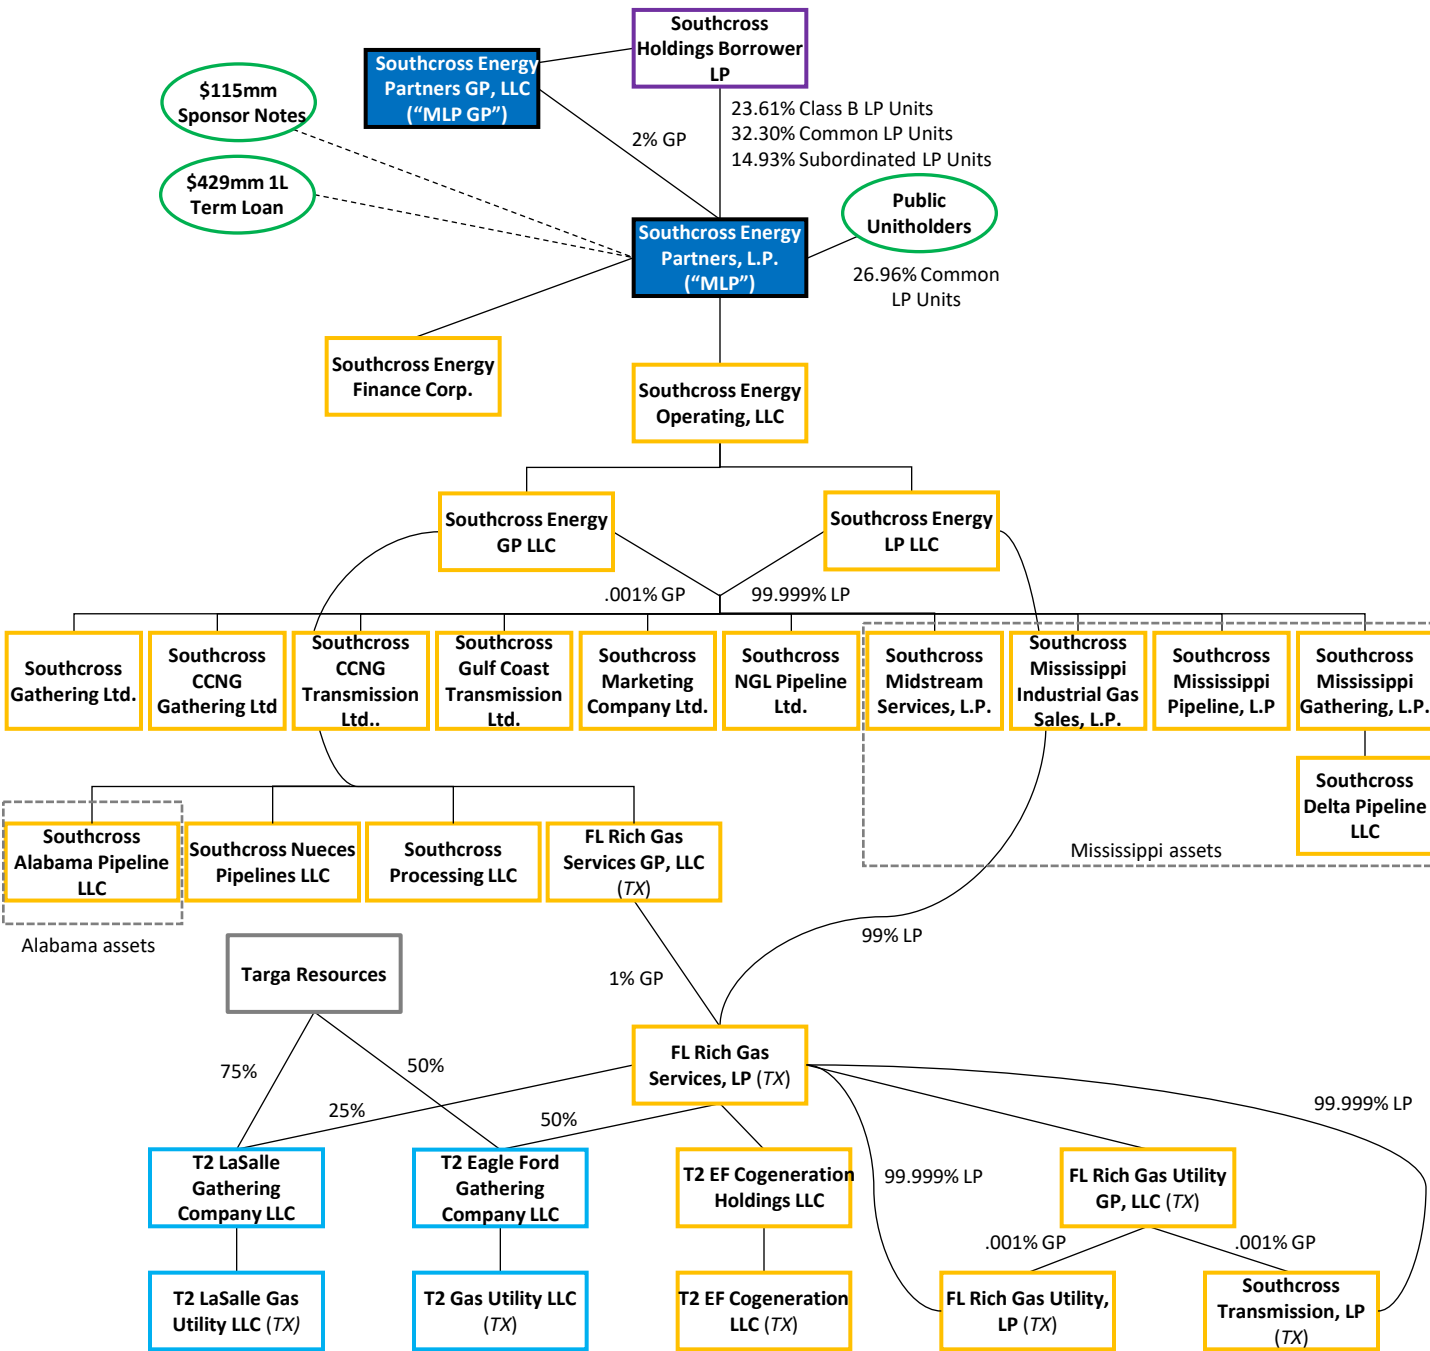 Southcross
Holdings Borrower
LP
Southcross Energy
Partners GP, LLC
(“MLP GP”)
$115mm
Sponsor Notes
$429mm 1L
Term Loan
2% GP
23.61% Class B LP Units
32.30% Common LP Units
14.93% Subordinated LP Units
Public
Unitholders
26.96% Common
LP Units
Southcross Energy
Partners, L.P.
(“MLP”)
Southcross Energy
Finance Corp.
Southcross Energy
Operating, LLC
Southcross Energy
GP LLC
Southcross Energy
LP LLC
.001% GP
99.999% LP
Southcross
Gathering Ltd.
Southcross
CCNG
Gathering Ltd
Southcross
CCNG
Transmission
Ltd..
Southcross
Gulf Coast
Transmission
Ltd.
Southcross
Marketing
Company Ltd.
Southcross
NGL Pipeline
Ltd.
Southcross
Midstream
Services, L.P.
Southcross
Mississippi
Industrial Gas
Sales, L.P.
Southcross
Mississippi
Pipeline, L.P
Southcross
Mississippi
Gathering, L.P.
Southcross
Delta Pipeline
LLC
Mississippi assets
Southcross
Alabama Pipeline
LLC
Alabama assets
Southcross Nueces
Pipelines LLC
Southcross
Processing LLC
FL Rich Gas
Services GP, LLC
(TX)
99% LP
1% GP
Targa Resources
FL Rich Gas
Services, LP (TX)
75%
50%
25%
50%
99.999% LP
99.999% LP
T2 LaSalle
Gathering
Company LLC
T2 Eagle Ford
Gathering
Company LLC
T2 EF Cogeneration
Holdings LLC
FL Rich Gas Utility
GP, LLC (TX)
.001% GP
.001% GP
T2 LaSalle Gas
Utility LLC (TX)
T2 Gas Utility LLC
(TX)
T2 EF Cogeneration
LLC (TX)
FL Rich Gas Utility,
LP (TX)
Southcross
Transmission, LP
(TX)